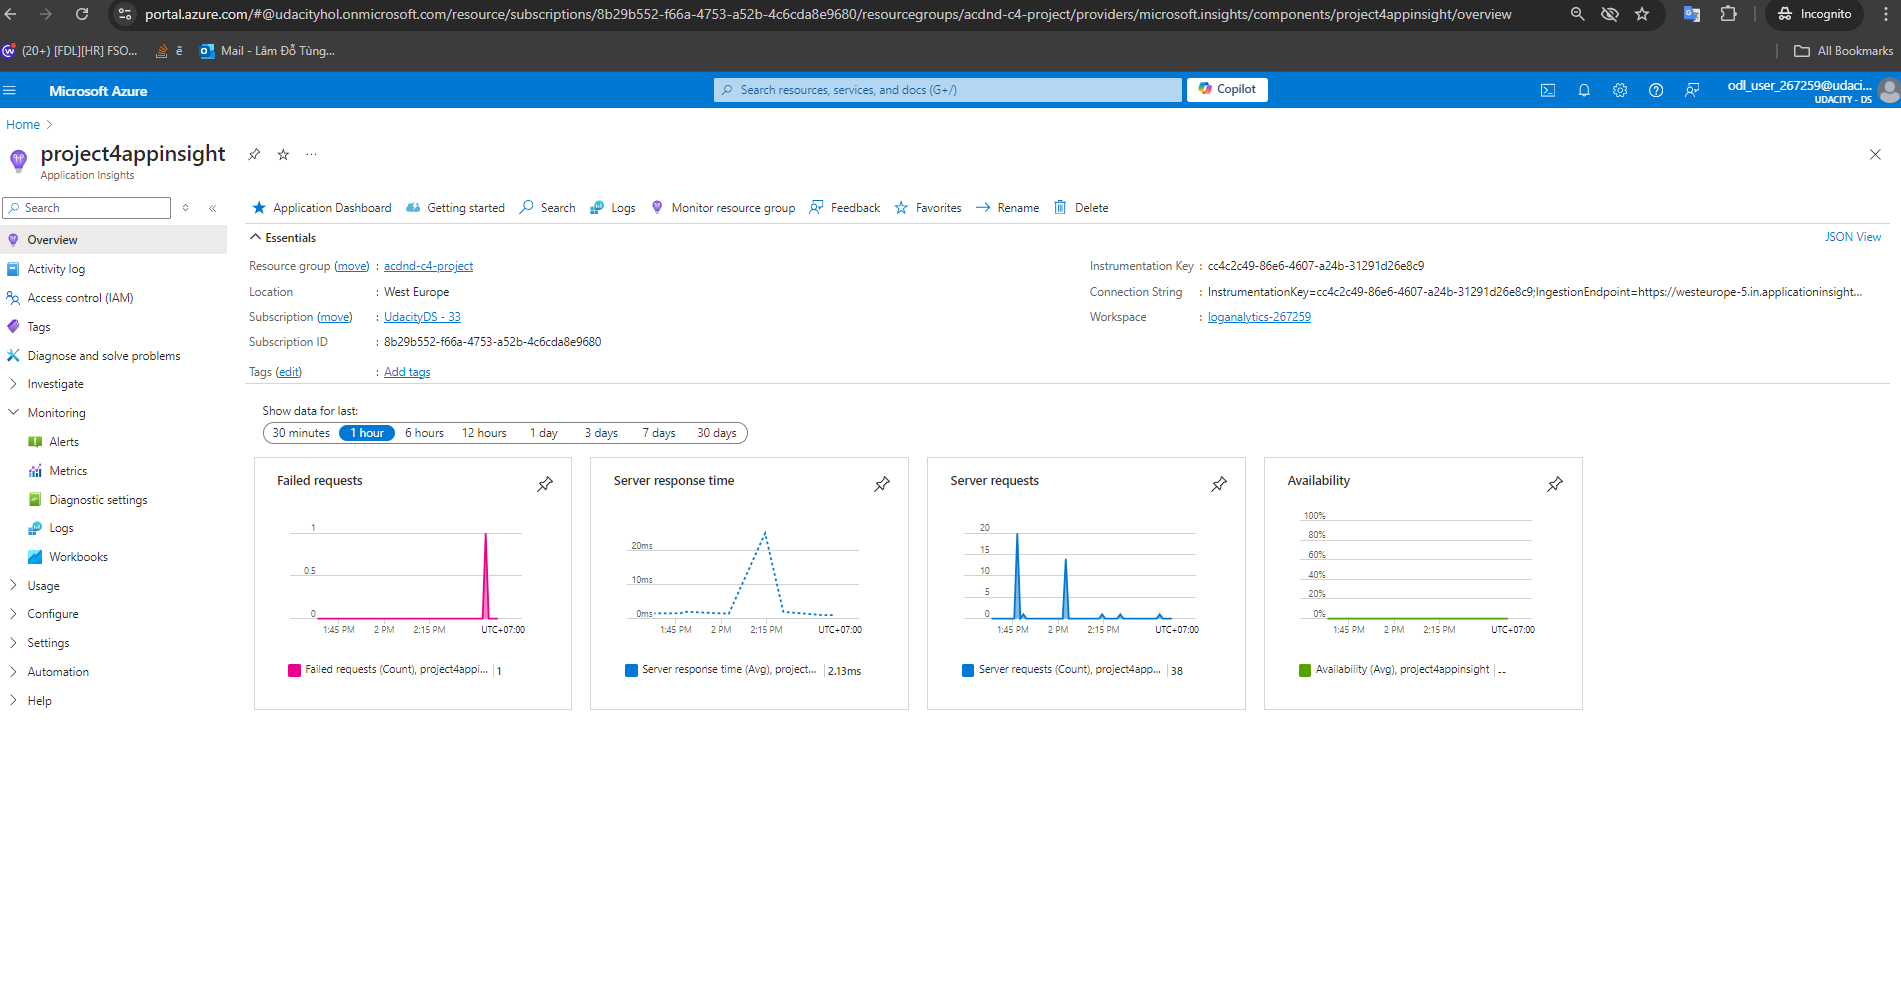 portal.azure.com/#@udacityhol.onmicrosoft.com/resource/subscriptions/8b29b552-f66a-4753-a52b-4c6cda8e9680/resourcegroups/acdnd-c4-project/providers/microsoft.insights/components/project4appinsight/overview
Incognito
(20+) [FDL][HR] FSO...
ẽ
Mail - Lâm Đỗ Tùng...
All Bookmarks
Microsoft Azure
Search resources, services, and docs (G+/)
Copilot
odl_user_267259@udaci...
UDACITY - DS
Home
project4appinsight
Application Insights
Search
Application Dashboard
Getting started
Search
Logs
Monitor resource group
Feedback
Favorites
Rename
Delete
Overview
Activity log
Access control (IAM)
Tags
Diagnose and solve problems
Investigate
Monitoring
Alerts
Metrics
Diagnostic settings
Logs
Workbooks
Usage
Configure
Settings
Automation
Help
Essentials
JSON View
Resource group (move) : acdnd-c4-project
Location : West Europe
Subscription (move) : UdacityDS - 33
Subscription ID : 8b29b552-f66a-4753-a52b-4c6cda8e9680
Tags (edit) : Add tags
Instrumentation Key : cc4c2c49-86e6-4607-a24b-31291d26e8c9
Connection String : InstrumentationKey=cc4c2c49-86e6-4607-a24b-31291d26e8c9;IngestionEndpoint=https://westeurope-5.in.applicationinsight...
Workspace : loganalytics-267259
Show data for last:
30 minutes 1 hour 6 hours 12 hours 1 day 3 days 7 days 30 days
Failed requests
1
0.5
0
1:45 PM 2 PM 2:15 PM UTC+07:00
Failed requests (Count), project4appi... 1
Server response time
20ms
10ms
0ms
1:45 PM 2 PM 2:15 PM UTC+07:00
Server response time (Avg), project... 2.13ms
Server requests
20
15
10
5
0
1:45 PM 2 PM 2:15 PM UTC+07:00
Server requests (Count), project4app... 38
Availability
100%
80%
60%
40%
20%
0%
1:45 PM 2 PM 2:15 PM UTC+07:00
Availability (Avg), project4appinsight --